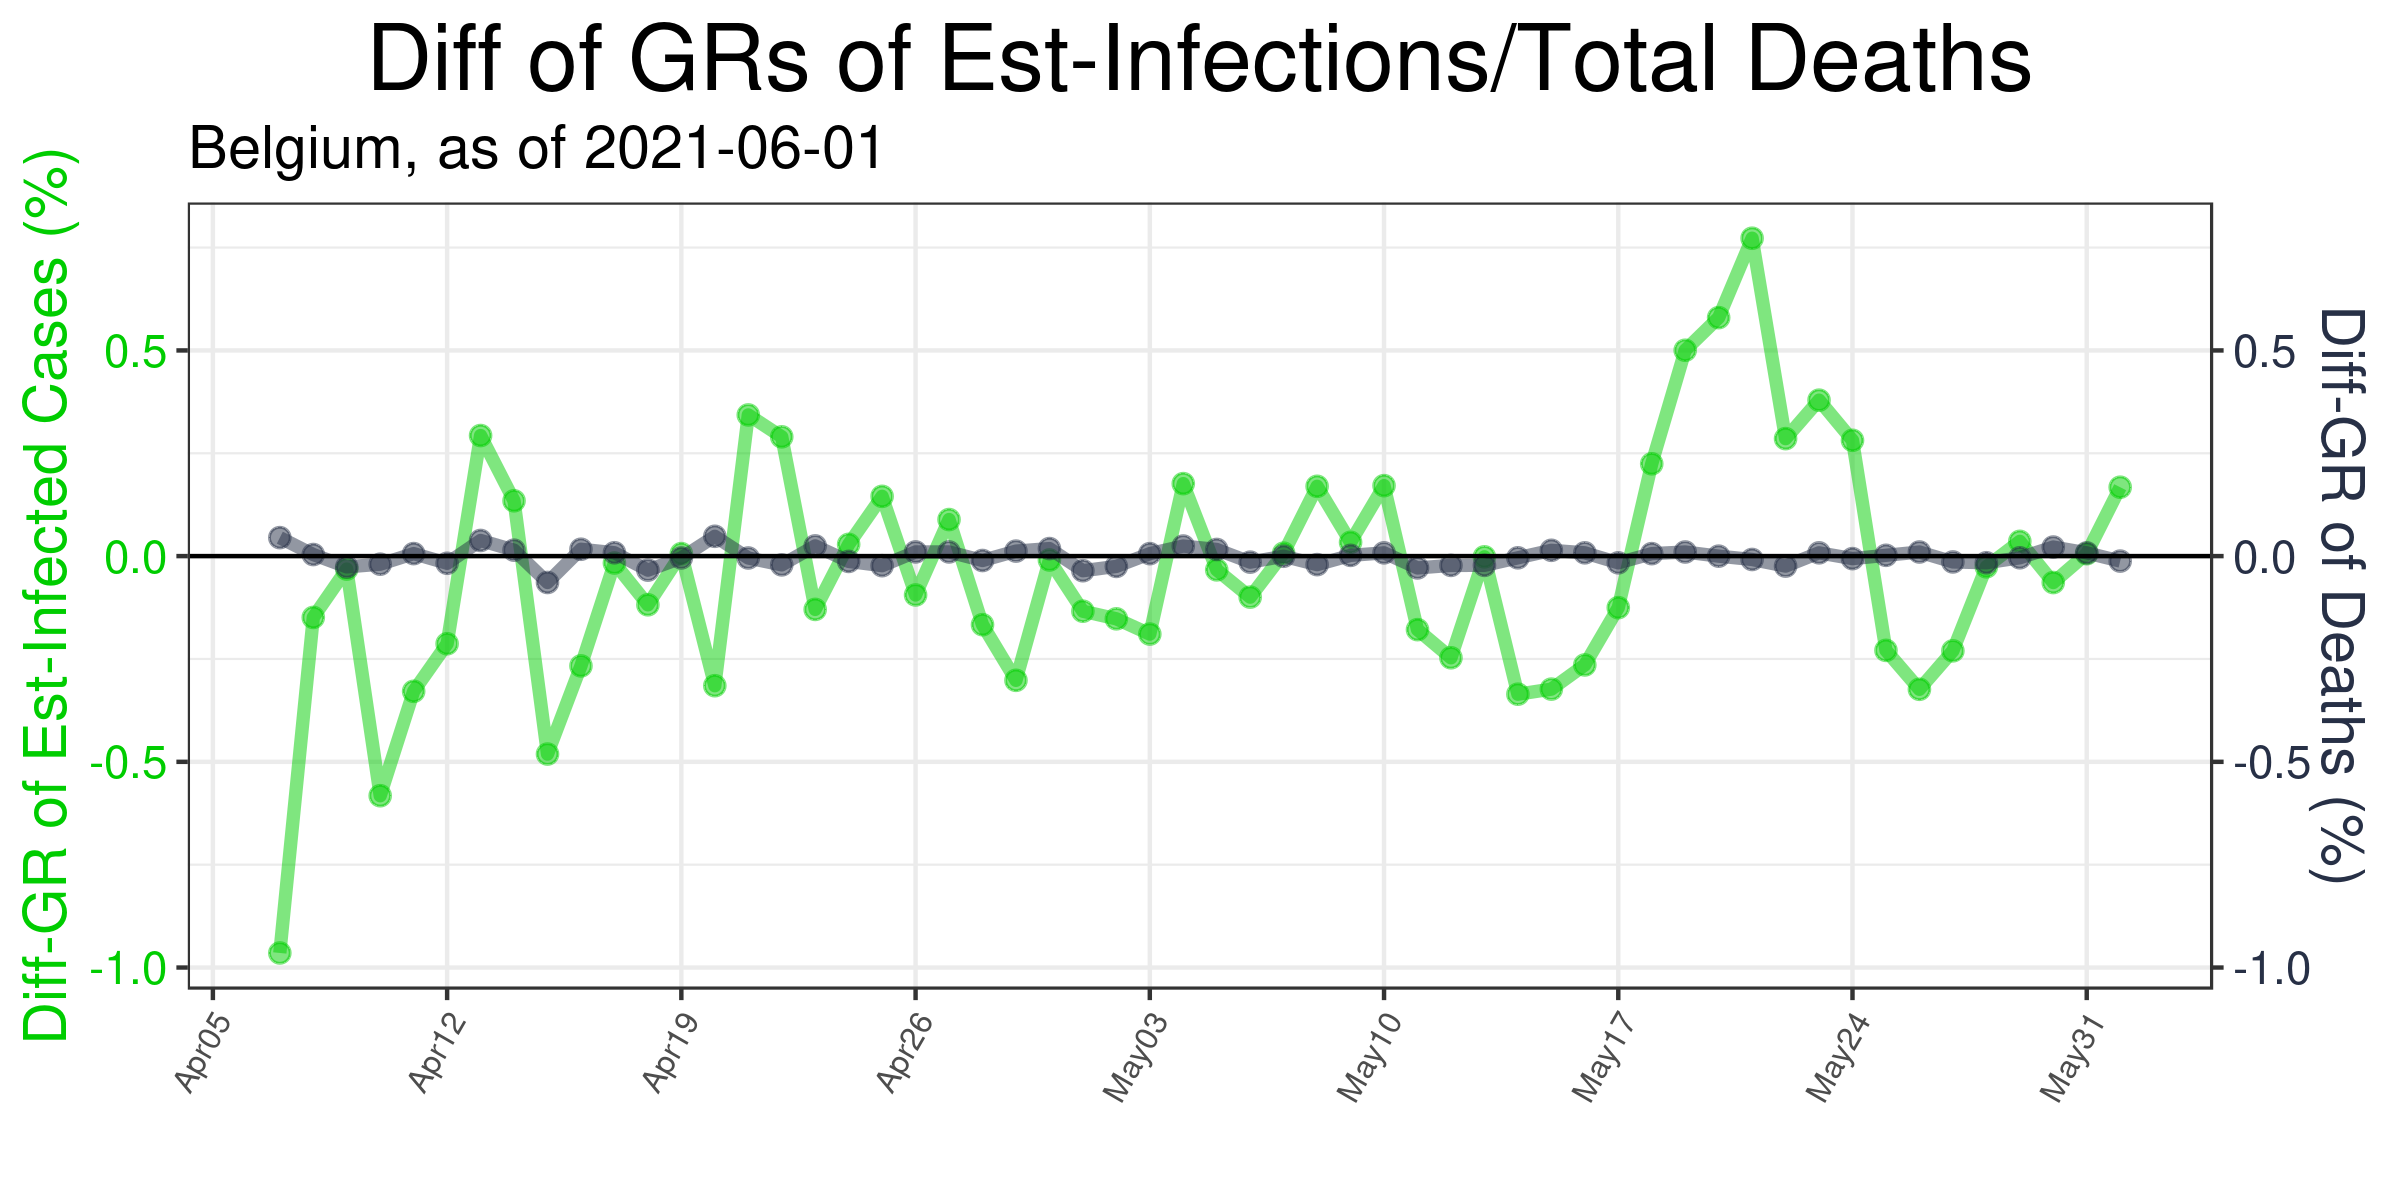 Diff of GRs of Est-Infections/Total Deaths
Belgium, as of 2021-06-01
Diff-GR of Est-Infected Cases (%)
0.5
0.0
-0.5
-1.0
0.5
0.0
-0.5
-1.0
Diff-GR of Deaths (%)
Apr05
Apr12
Apr19
Apr26
May03
May10
May17
May24
May31